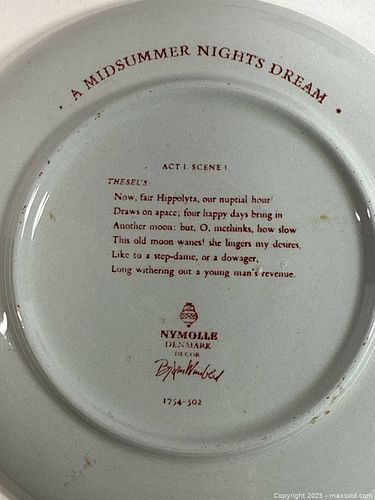 A MIDSUMMER NIGHTS DREAM
ACT I. SCENE I.
THESEUS:
Now, fair Hippolyta, our nuptial hour
Draws on apace; four happy days bring in
Another moon: but, O, methinks, how slow
This old moon wanes! she lingers my desires,
Like to a step-dame, or a dowager,
Long withering out a young man's revenue.
NYMOLLE
DENMARK
DECOR
Bjørn Wiinblad
1754-502
Copyright 2025 - maxsold.com